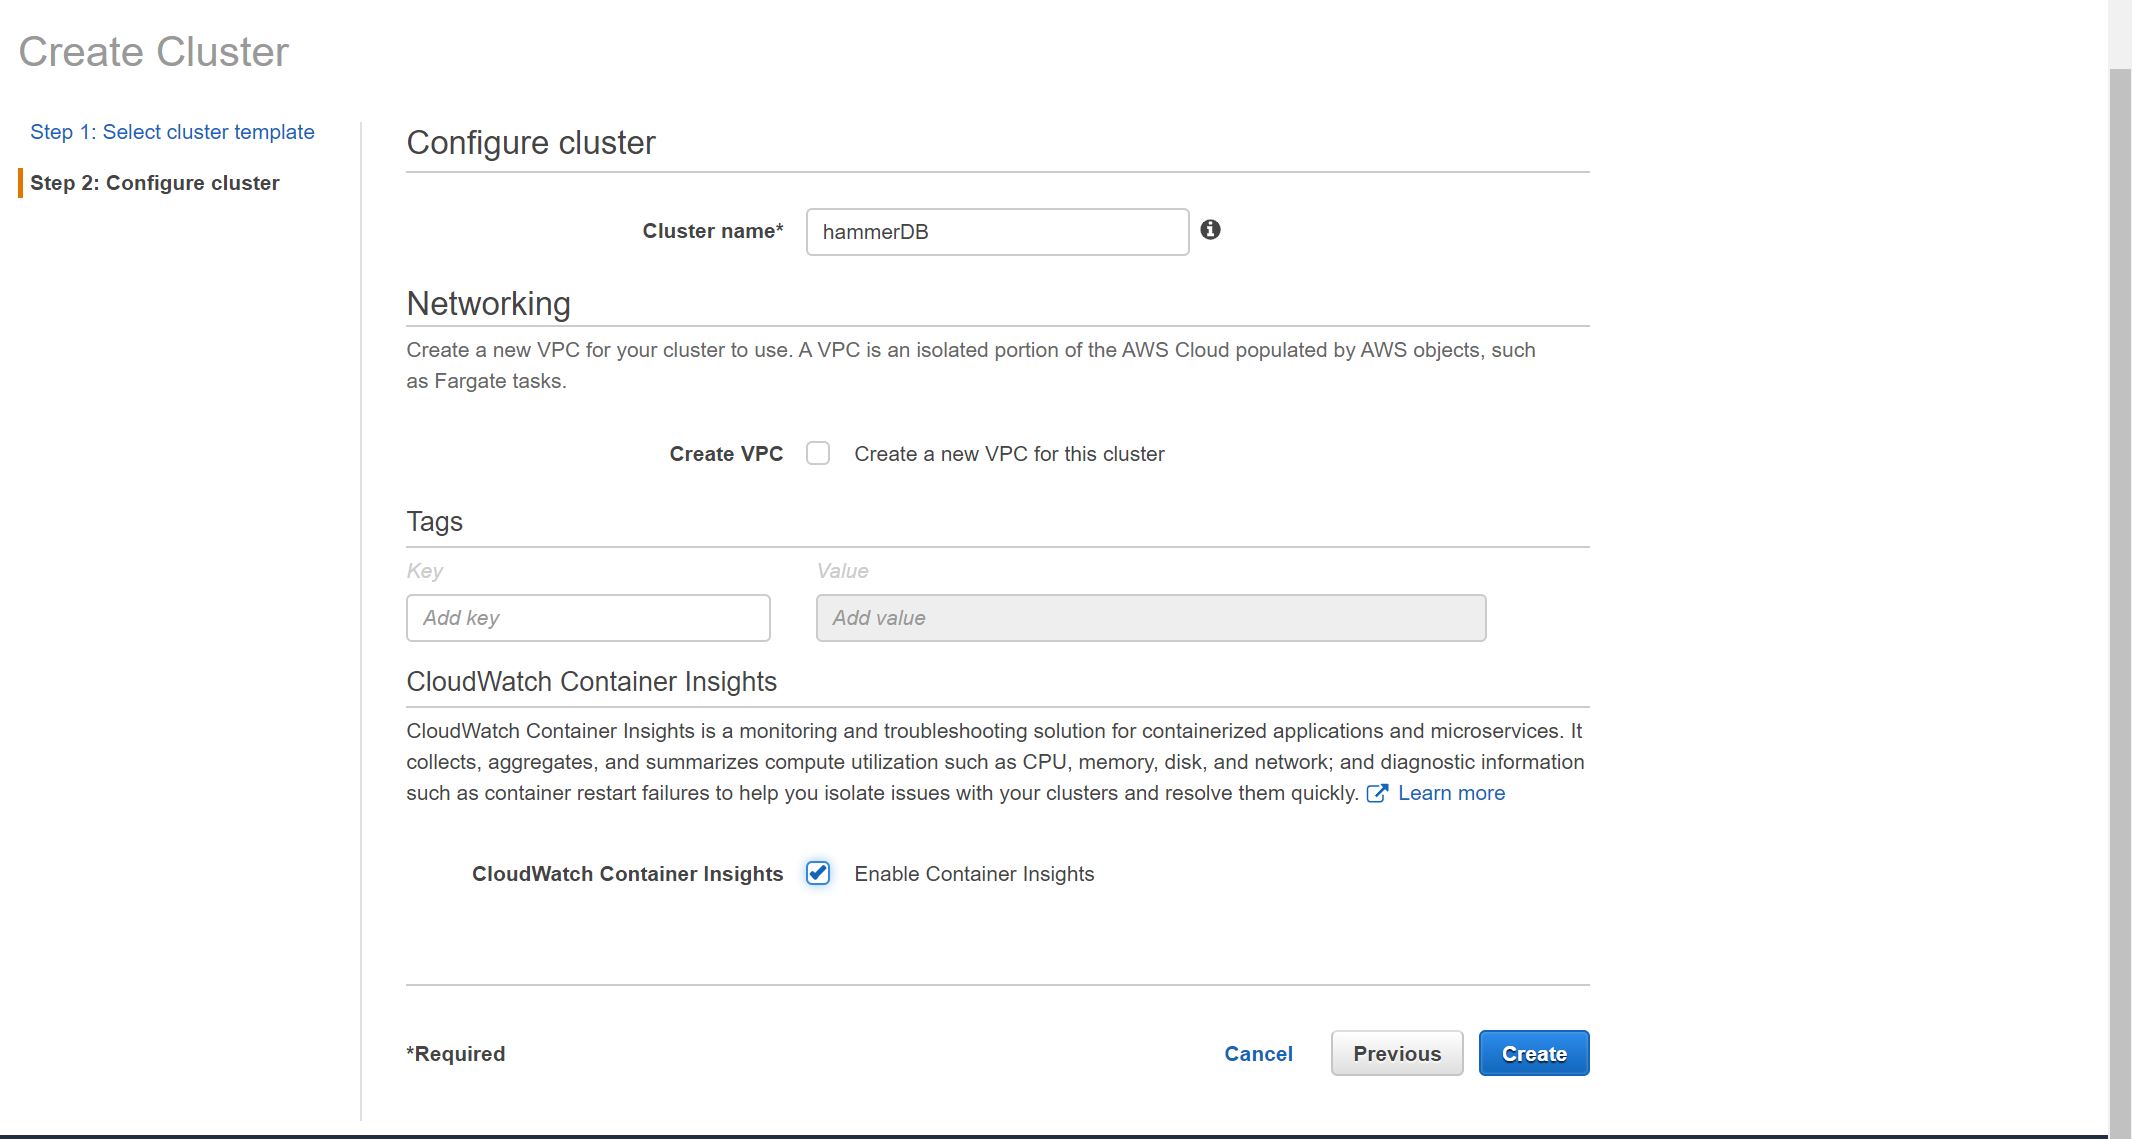 Create Cluster
Step 1: Select cluster template
Step 2: Configure cluster
Configure cluster
Cluster name* hammerDB
Networking
Create a new VPC for your cluster to use. A VPC is an isolated portion of the AWS Cloud populated by AWS objects, such
as Fargate tasks.
Create VPC Create a new VPC for this cluster
Tags
Key Value
Add key Add value
CloudWatch Container Insights
CloudWatch Container Insights is a monitoring and troubleshooting solution for containerized applications and microservices. It
collects, aggregates, and summarizes compute utilization such as CPU, memory, disk, and network; and diagnostic information
such as container restart failures to help you isolate issues with your clusters and resolve them quickly. Learn more
CloudWatch Container Insights Enable Container Insights
*Required Cancel Previous Create